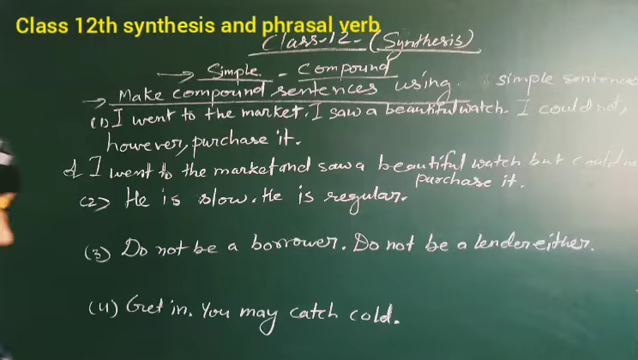 Class 12th synthesis and phrasal verb
Class-12-(Synthesis)
→ Simple - Compound
→ Make compound sentences using simple sentences
(1) I went to the market. I saw a beautiful watch. I could not,
however, purchase it.
I went to the market and saw a beautiful watch but could
purchase it.
(2) He is slow. He is regular.
(3) Do not be a borrower. Do not be a lender either.
(4) Get in. You may catch cold.